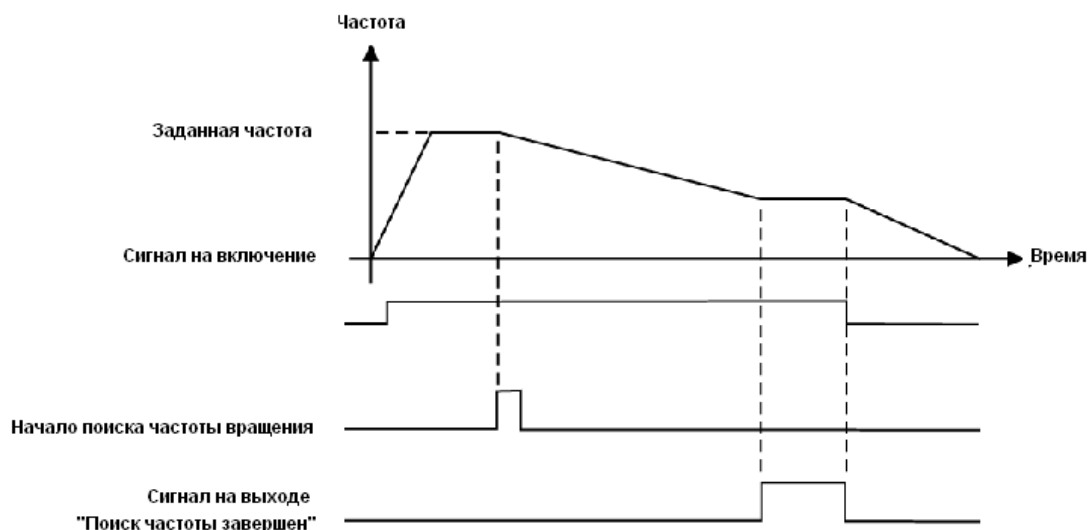 Частота
Заданная частота
Сигнал на включение
Время
Начало поиска частоты вращения
Сигнал на выходе
"Поиск частоты завершен"